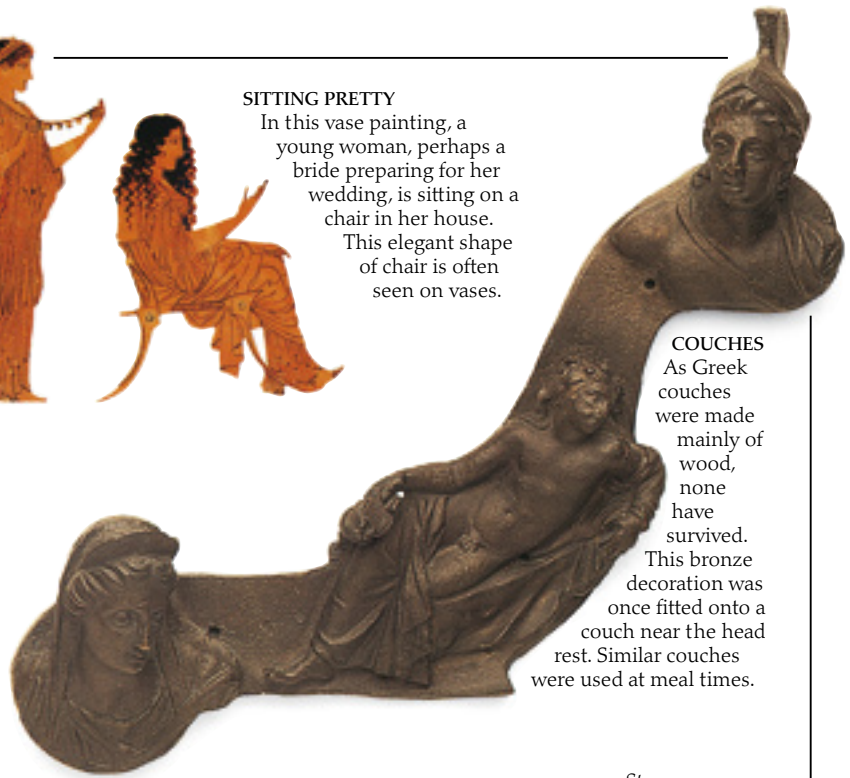 SITTING PRETTY
In this vase painting, a
young woman, perhaps a
bride preparing for her
wedding, is sitting on a
chair in her house.
This elegant shape
of chair is often
seen on vases.
COUCHES
As Greek
couches
were made
mainly of
wood,
none
have
survived.
This bronze
decoration was
once fitted onto a
couch near the head
rest. Similar couches
were used at meal times.